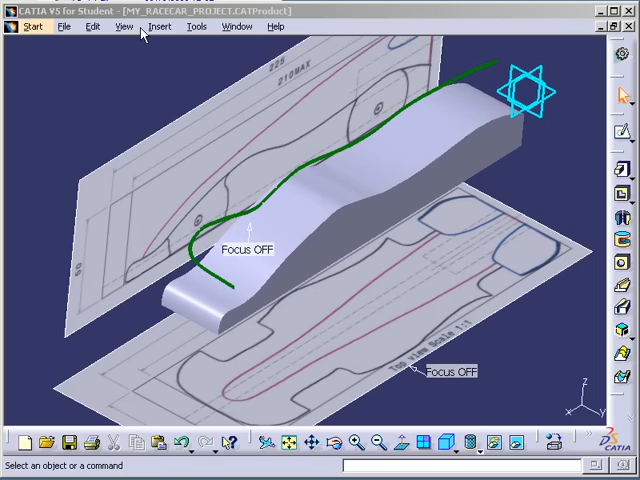 CATIA V5 for Student - [MY_RACECAR_PROJECT.CATProduct]
Start File Edit View Insert Tools Window Help
225
210MAX
Focus OFF
Top view Scale 1:1
Focus OFF
Z
X
Y
CATIA
Select an object or a command